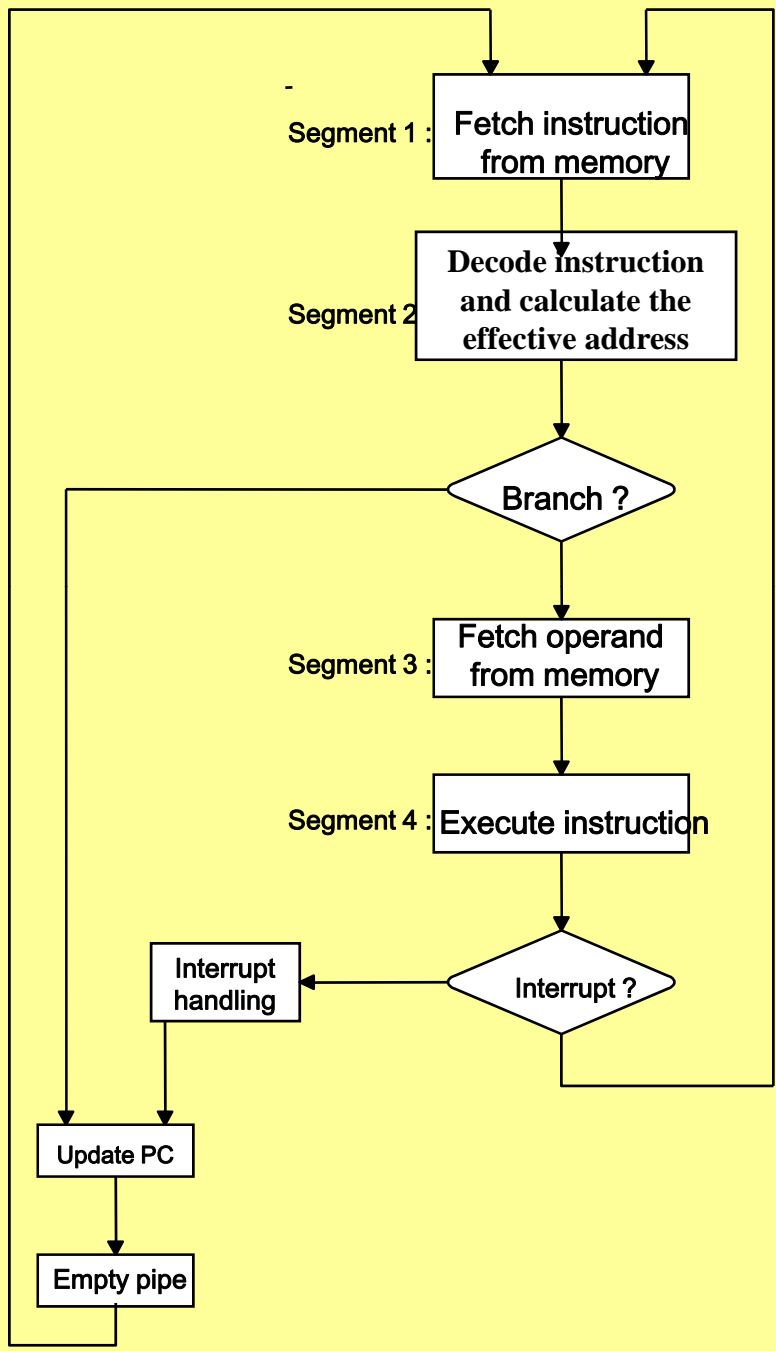 -
Segment 1 :
Fetch instruction
from memory
Segment 2
Decode instruction
and calculate the
effective address
Branch ?
Segment 3 :
Fetch operand
from memory
Segment 4 :
Execute instruction
Interrupt ?
Interrupt
handling
Update PC
Empty pipe